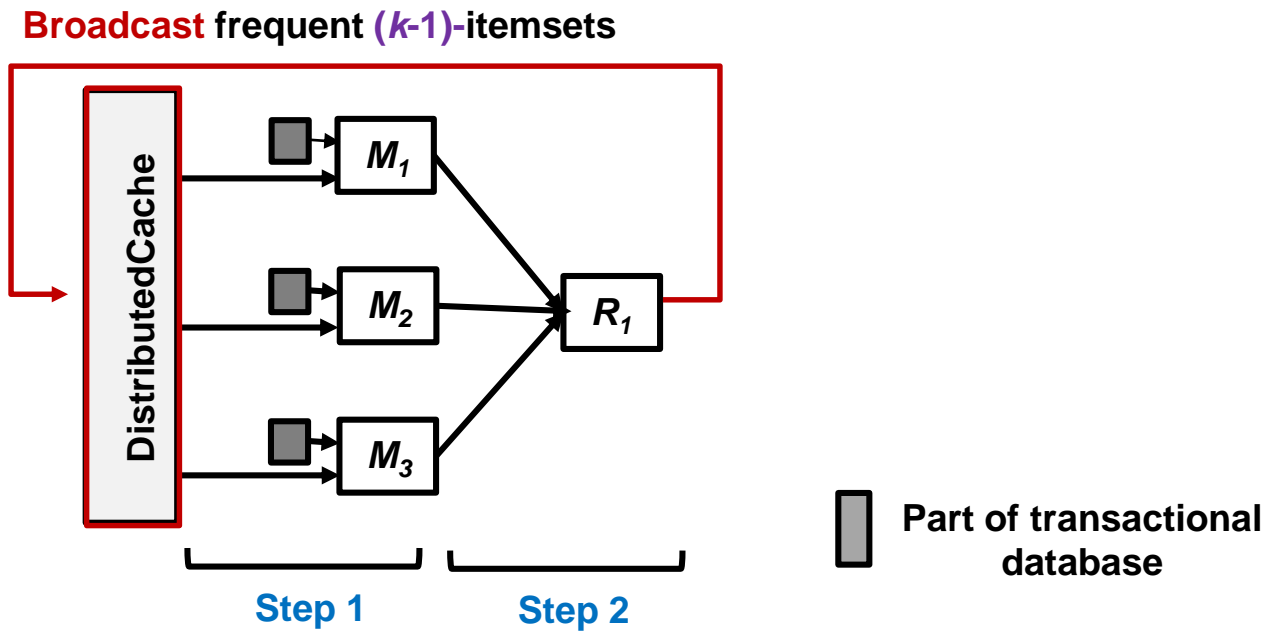 Broadcast frequent (k-1)-itemsets
DistributedCache
M1
M2
M3
R1
Part of transactional
database
Step 1
Step 2